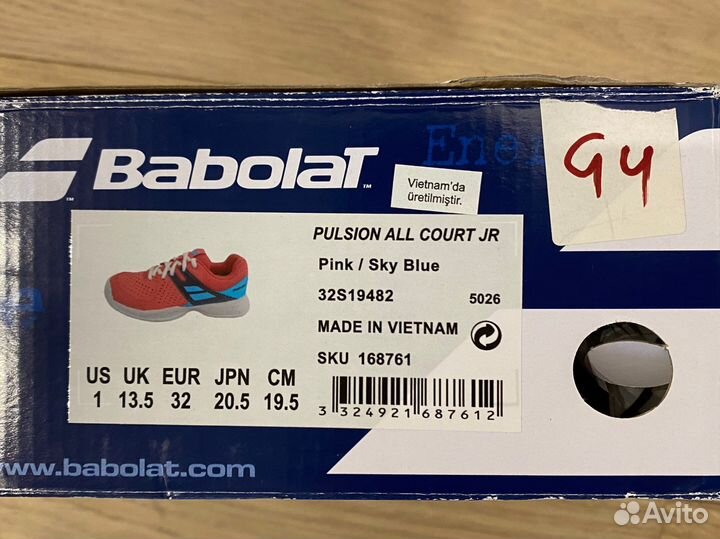 BaboLaT
Ener
94
Vietnam'da
üretilmiştir.
PULSION ALL COURT JR
Pink / Sky Blue
32S19482 5026
MADE IN VIETNAM
SKU 168761
US UK EUR JPN CM
1 13.5 32 20.5 19.5
3 324921 687612
www.babolat.com
Avito